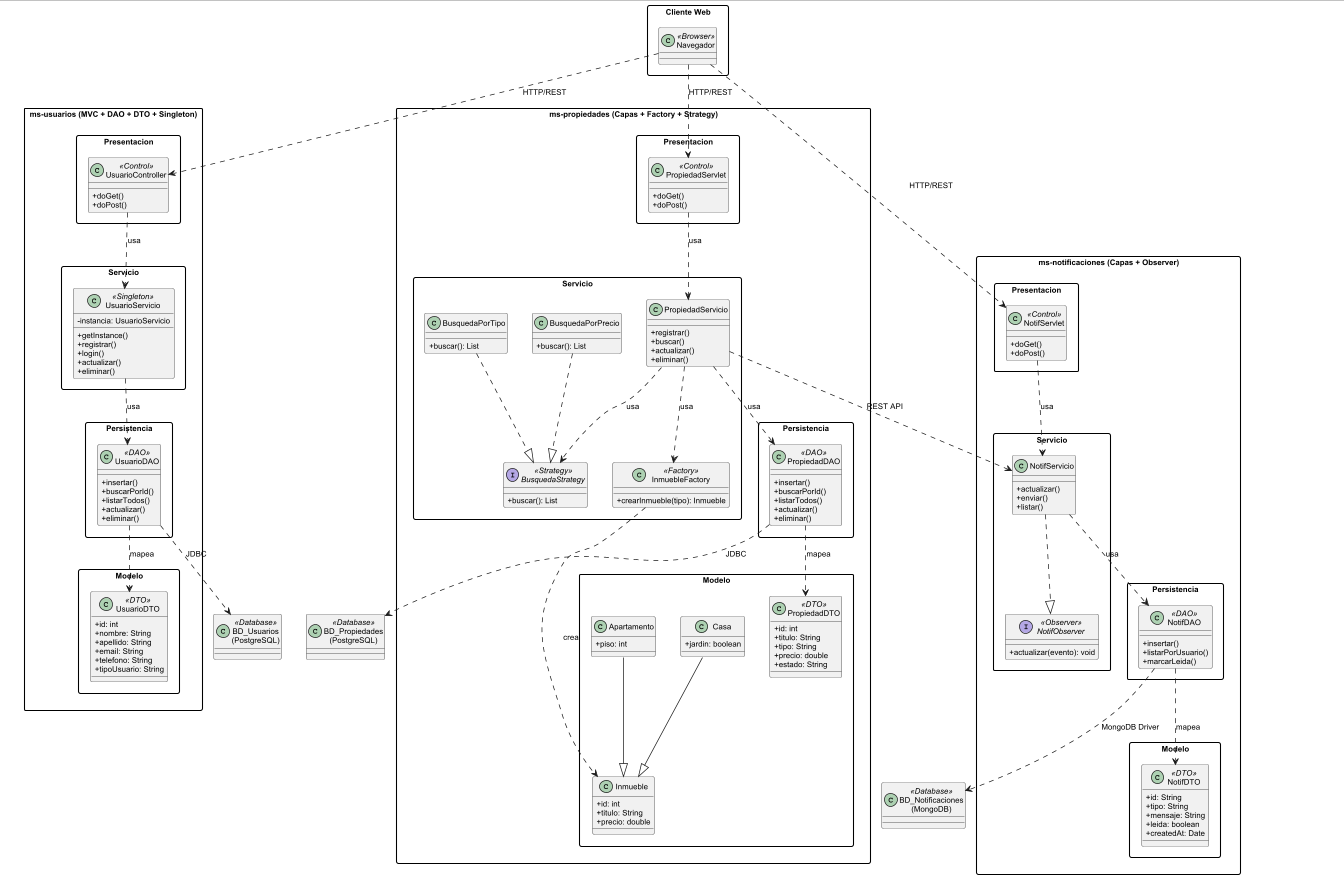 Cliente Web
C
«Browser»
Navegador
HTTP/REST
HTTP/REST
HTTP/REST
ms-usuarios (MVC + DAO + DTO + Singleton)
Presentacion
C
«Control»
UsuarioController
+doGet()
+doPost()
usa
Servicio
C
«Singleton»
UsuarioServicio
-instancia: UsuarioServicio
+getInstance()
+registrar()
+login()
+actualizar()
+eliminar()
usa
Persistencia
C
«DAO»
UsuarioDAO
+insertar()
+buscarPorId()
+listarTodos()
+actualizar()
+eliminar()
mapea
JDBC
Modelo
C
«DTO»
UsuarioDTO
+id: int
+nombre: String
+apellido: String
+email: String
+telefono: String
+tipoUsuario: String
C
«Database»
BD_Usuarios
(PostgreSQL)
ms-propiedades (Capas + Factory + Strategy)
Presentacion
C
«Control»
PropiedadServlet
+doGet()
+doPost()
usa
Servicio
C
BusquedaPorTipo
+buscar(): List
C
BusquedaPorPrecio
+buscar(): List
C
PropiedadServicio
+registrar()
+buscar()
+actualizar()
+eliminar()
usa
usa
usa
REST API
I
«Strategy»
BusquedaStrategy
+buscar(): List
C
«Factory»
InmuebleFactory
+crearInmueble(tipo): Inmueble
Persistencia
C
«DAO»
PropiedadDAO
+insertar()
+buscarPorId()
+listarTodos()
+actualizar()
+eliminar()
JDBC
mapea
crea
C
«Database»
BD_Propiedades
(PostgreSQL)
Modelo
C
Apartamento
+piso: int
C
Casa
+jardin: boolean
C
«DTO»
PropiedadDTO
+id: int
+titulo: String
+tipo: String
+precio: double
+estado: String
C
Inmueble
+id: int
+titulo: String
+precio: double
ms-notificaciones (Capas + Observer)
Presentacion
C
«Control»
NotifServlet
+doGet()
+doPost()
usa
Servicio
C
NotifServicio
+actualizar()
+enviar()
+listar()
usa
I
«Observer»
NotifObserver
+actualizar(evento): void
Persistencia
C
«DAO»
NotifDAO
+insertar()
+listarPorUsuario()
+marcarLeida()
MongoDB Driver
mapea
C
«Database»
BD_Notificaciones
(MongoDB)
Modelo
C
«DTO»
NotifDTO
+id: String
+tipo: String
+mensaje: String
+leida: boolean
+createdAt: Date